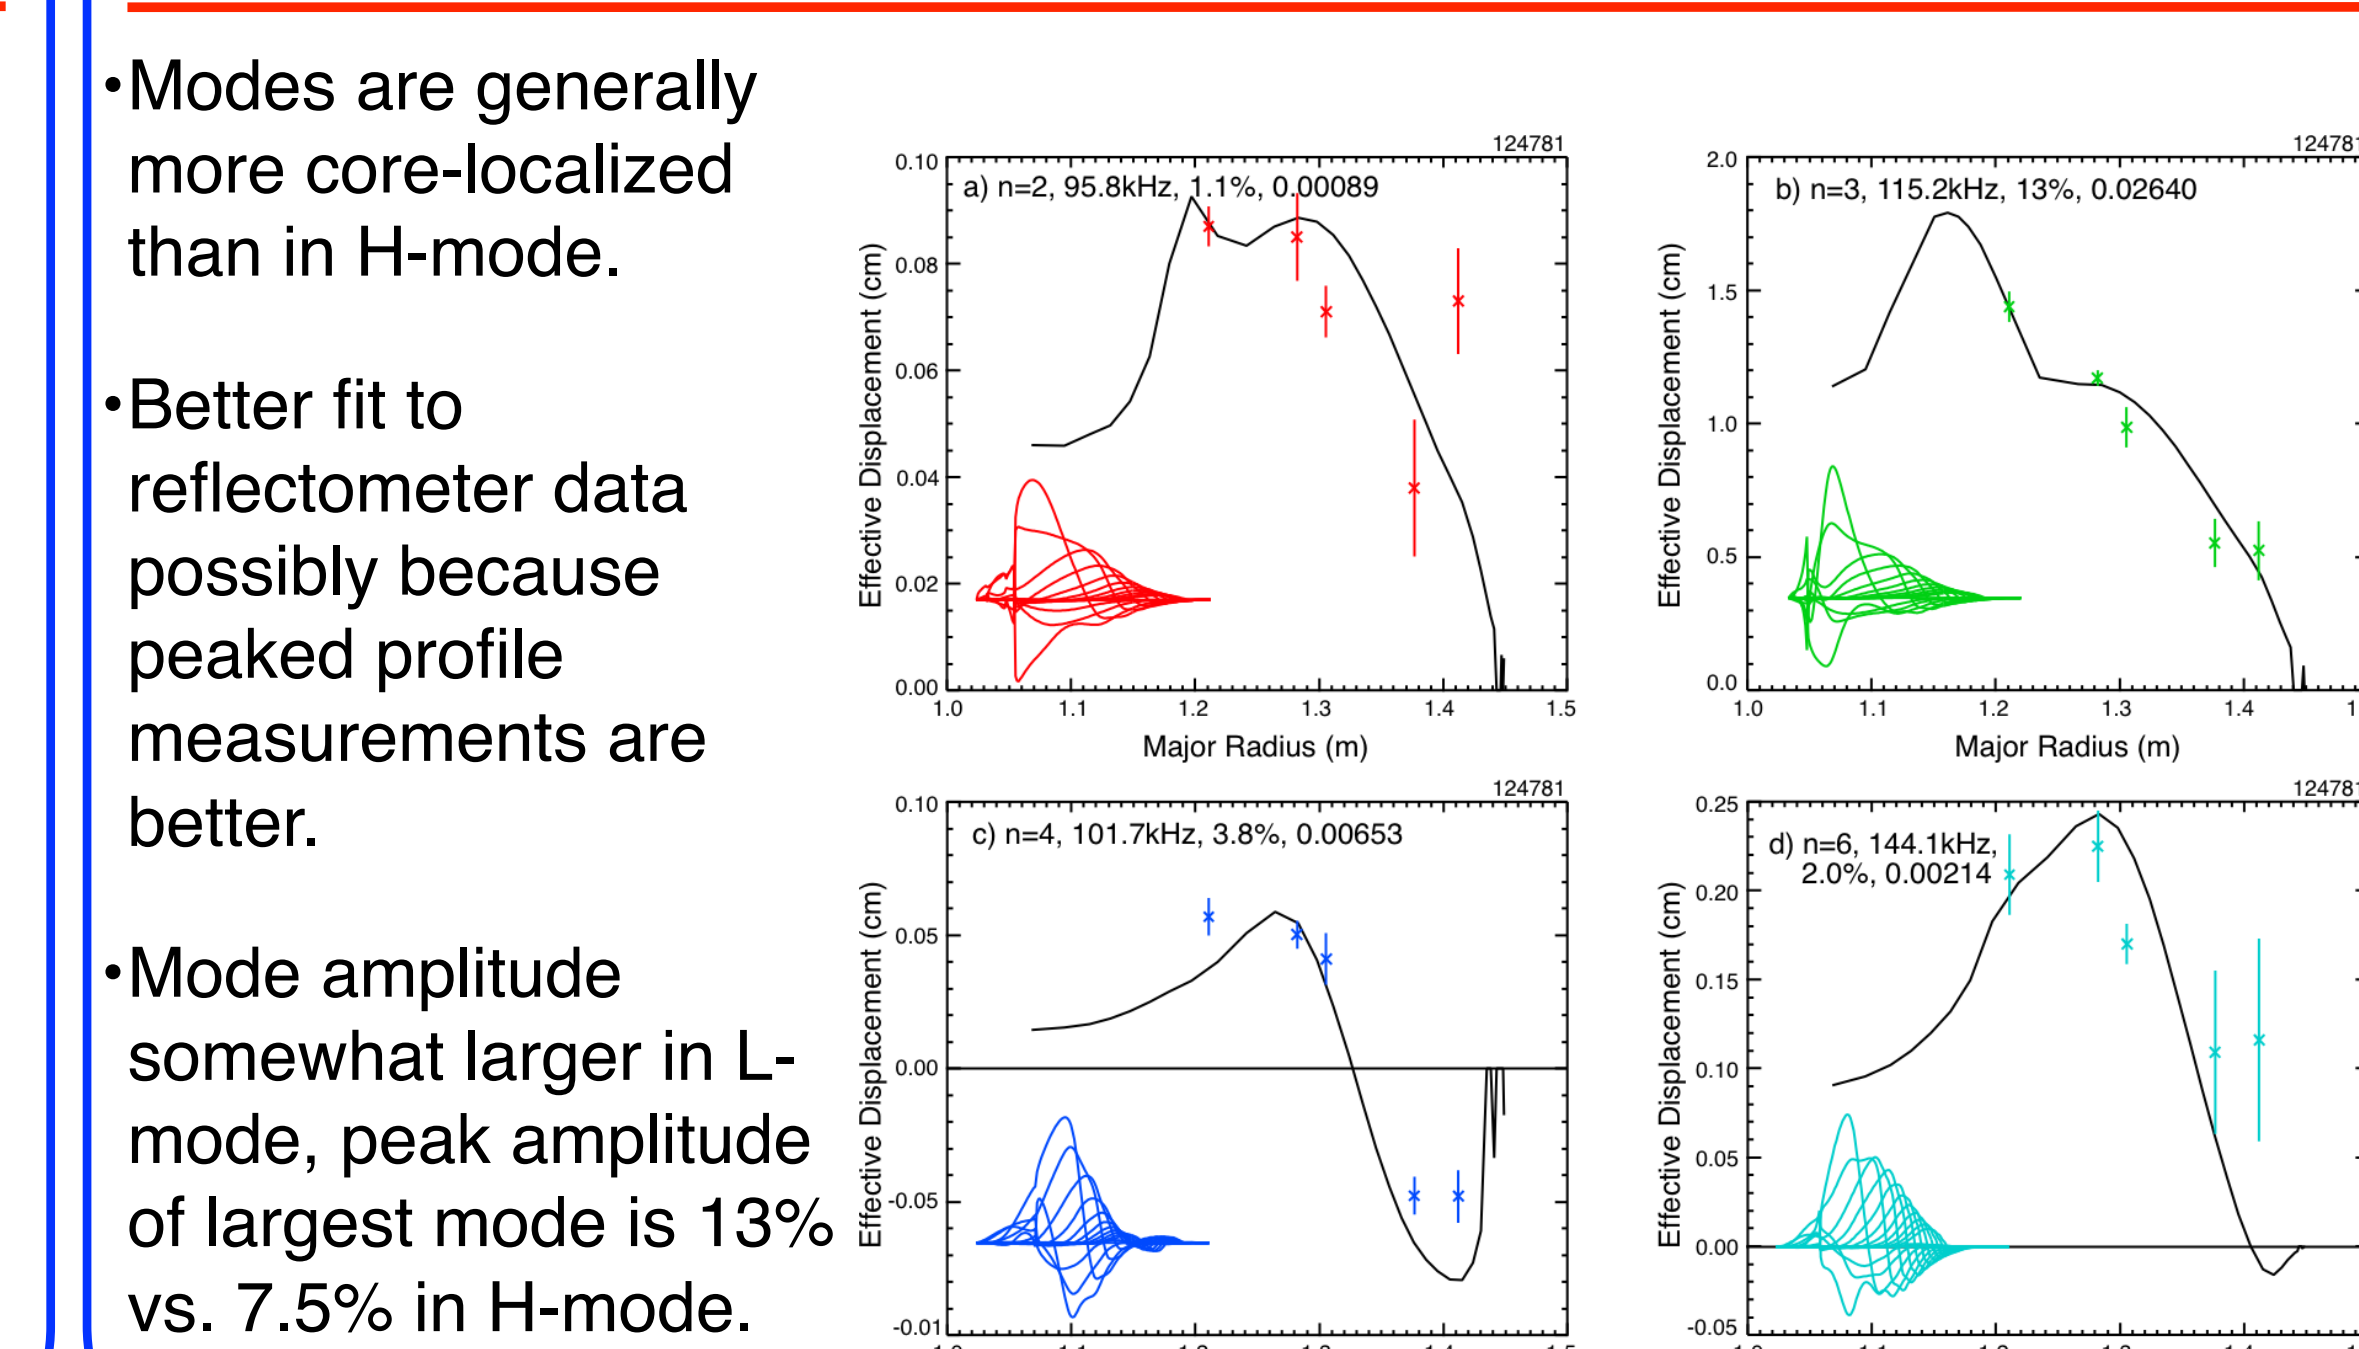 •Modes are generally
more core-localized
than in H-mode.
•Better fit to
reflectometer data
possibly because
peaked profile
measurements are
better.
•Mode amplitude
somewhat larger in L-
mode, peak amplitude
of largest mode is 13%
vs. 7.5% in H-mode.
124781
a) n=2, 95.8kHz, 1.1%, 0.00089
Effective Displacement (cm)
0.10
0.08
0.06
0.04
0.02
0.00
1.0 1.1 1.2 1.3 1.4 1.5
Major Radius (m)
124781
b) n=3, 115.2kHz, 13%, 0.02640
Effective Displacement (cm)
2.0
1.5
1.0
0.5
0.0
1.0 1.1 1.2 1.3 1.4
Major Radius (m)
124781
c) n=4, 101.7kHz, 3.8%, 0.00653
Effective Displacement (cm)
0.10
0.05
0.00
-0.05
-0.01
124781
d) n=6, 144.1kHz,
2.0%, 0.00214
Effective Displacement (cm)
0.25
0.20
0.15
0.10
0.05
0.00
-0.05